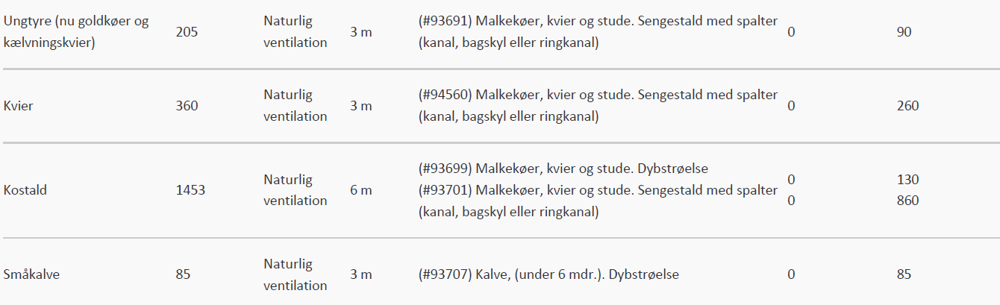 Ungtyre (nu goldkøer og kælvningskvier) 205 Naturlig ventilation 3 m (#93691) Malkekøer, kvier og stude. Sengestald med spalter (kanal, bagskyl eller ringkanal) 0 90
Kvier 360 Naturlig ventilation 3 m (#94560) Malkekøer, kvier og stude. Sengestald med spalter (kanal, bagskyl eller ringkanal) 0 260
Kostald 1453 Naturlig ventilation 6 m (#93699) Malkekøer, kvier og stude. Dybstrøelse 0 130
(#93701) Malkekøer, kvier og stude. Sengestald med spalter (kanal, bagskyl eller ringkanal) 0 860
Småkalve 85 Naturlig ventilation 3 m (#93707) Kalve, (under 6 mdr.). Dybstrøelse 0 85